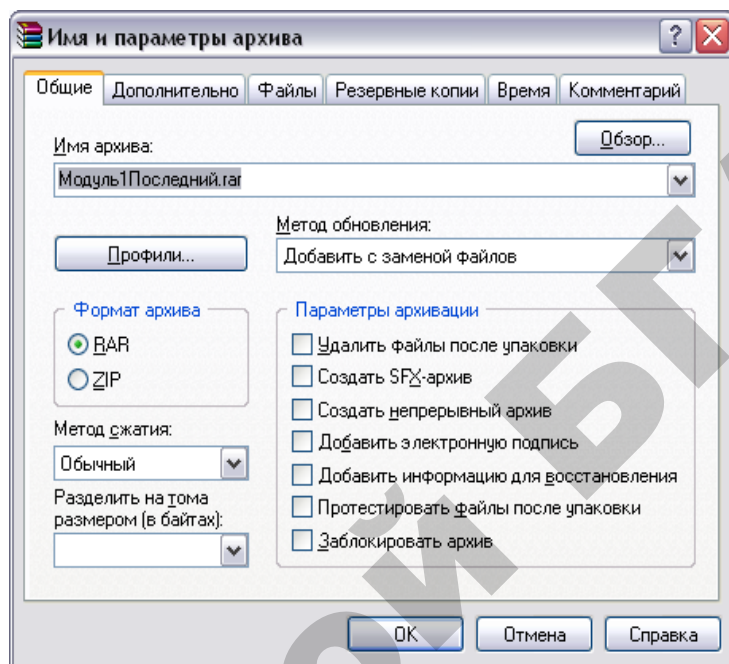 Имя и параметры архива
Общие Дополнительно Файлы Резервные копии Время Комментарий
Имя архива:
Обзор...
Модуль1Последний.rar
Метод обновления:
Профили...
Добавить с заменой файлов
Формат архива
Параметры архивации
RAR
ZIP
Удалить файлы после упаковки
Создать SFX-архив
Создать непрерывный архив
Добавить электронную подпись
Добавить информацию для восстановления
Протестировать файлы после упаковки
Заблокировать архив
Метод сжатия:
Обычный
Разделить на тома
размером (в байтах):
OK Отмена Справка